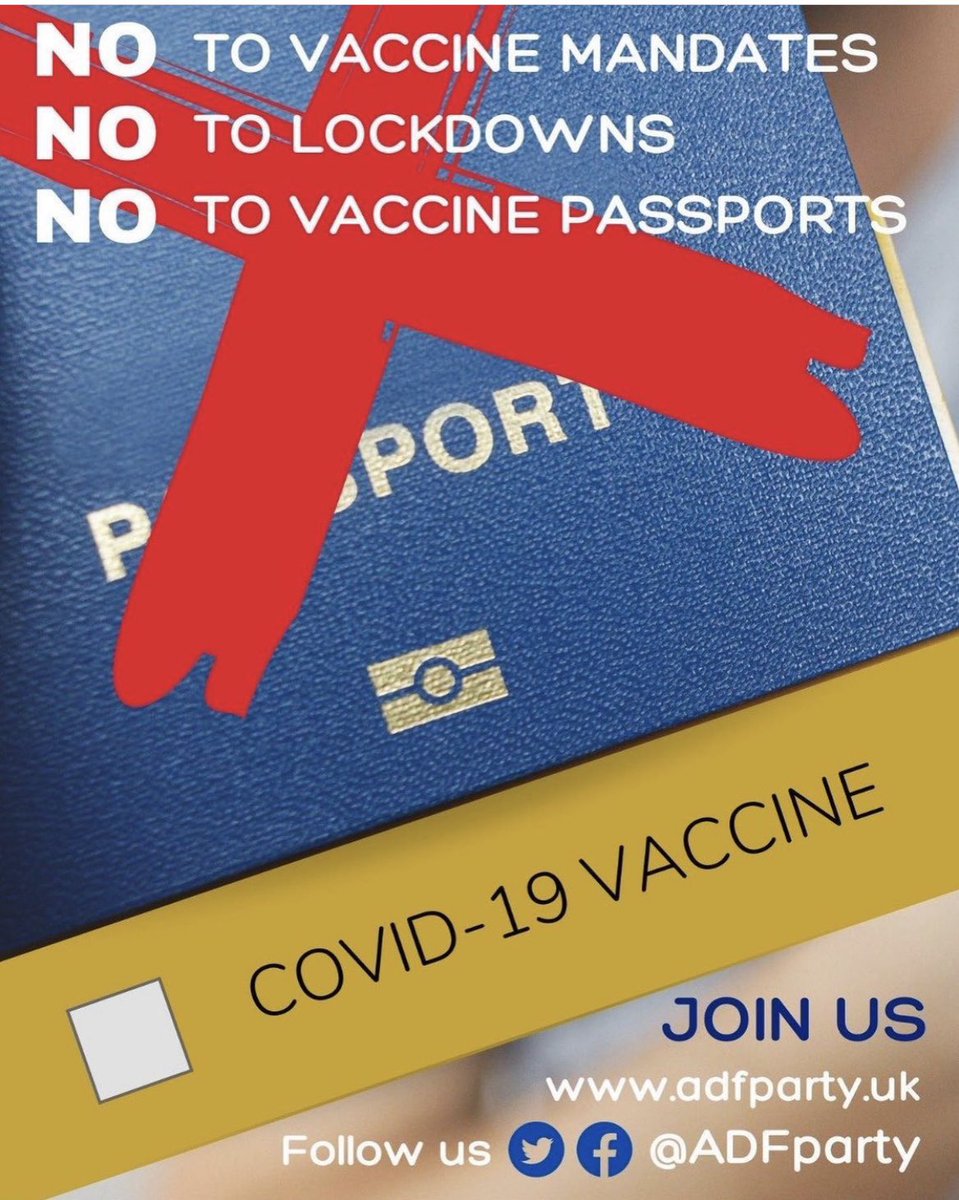 NO TO VACCINE MANDATES
NO TO LOCKDOWNS
NO TO VACCINE PASSPORTS
COVID-19 VACCINE
JOIN US
www.adfparty.uk
Follow us @ADFparty